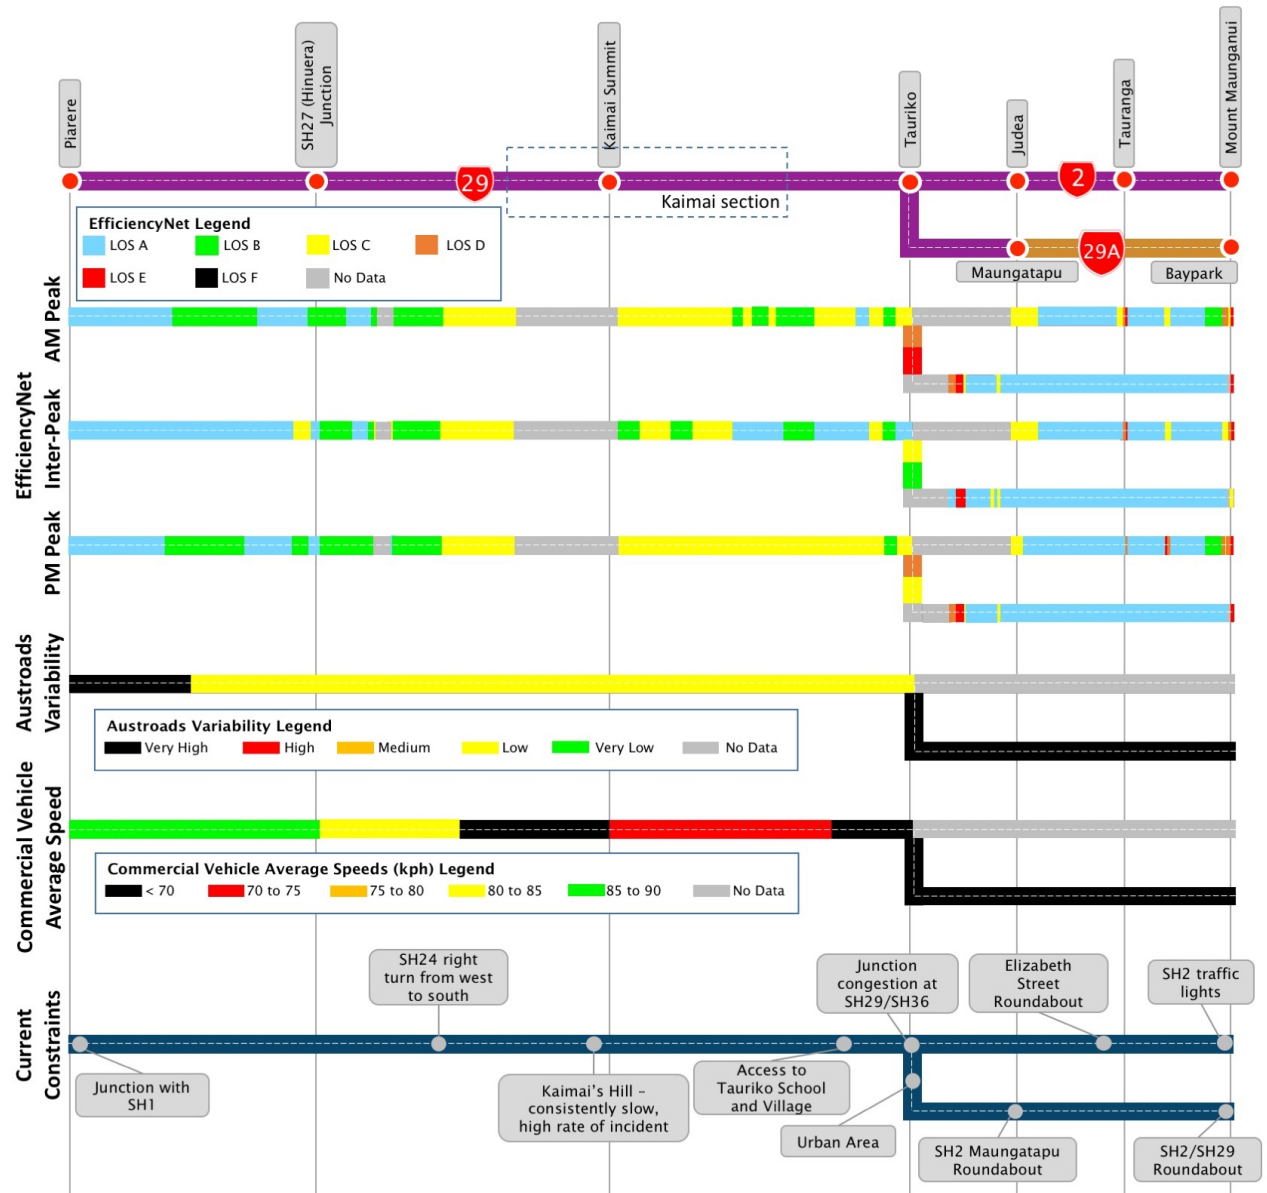 Piarere
SH27 (Hinuera)
Junction
Kaimai Summit
Tauriko
Judea
Tauranga
Mount Maunganui
29
2
Kaimai section
29A
Maungatapu
Baypark
EfficiencyNet Legend
LOS A
LOS B
LOS C
LOS D
LOS E
LOS F
No Data
EfficiencyNet
AM Peak
Inter-Peak
PM Peak
Austroads
Variability
Austroads Variability Legend
Very High
High
Medium
Low
Very Low
No Data
Commercial Vehicle
Average Speed
Commercial Vehicle Average Speeds (kph) Legend
< 70
70 to 75
75 to 80
80 to 85
85 to 90
No Data
Current
Constraints
SH24 right
turn from west
to south
Junction
congestion at
SH29/SH36
Elizabeth
Street
Roundabout
SH2 traffic
lights
Junction with
SH1
Kaimai's Hill –
consistently slow,
high rate of incident
Access to
Tauriko School
and Village
Urban Area
SH2 Maungatapu
Roundabout
SH2/SH29
Roundabout